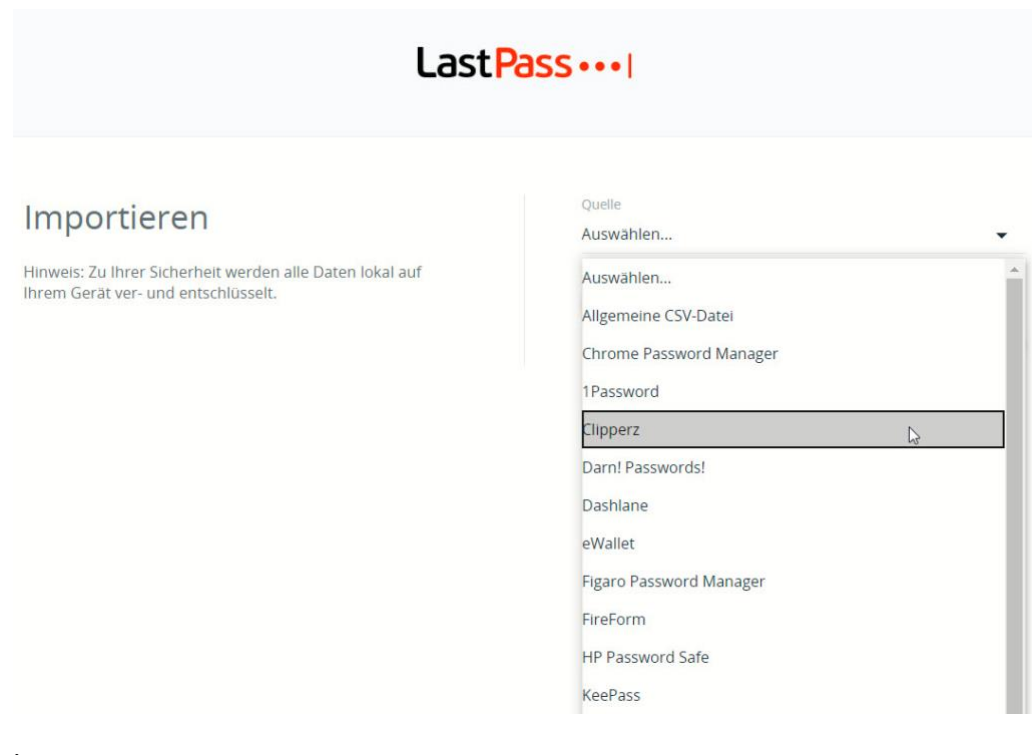 LastPass
Importieren
Hinweis: Zu Ihrer Sicherheit werden alle Daten lokal auf
Ihrem Gerät ver- und entschlüsselt.
Quelle
Auswählen...
Auswählen...
Allgemeine CSV-Datei
Chrome Password Manager
1Password
Clipperz
Darn! Passwords!
Dashlane
eWallet
Figaro Password Manager
FireForm
HP Password Safe
KeePass